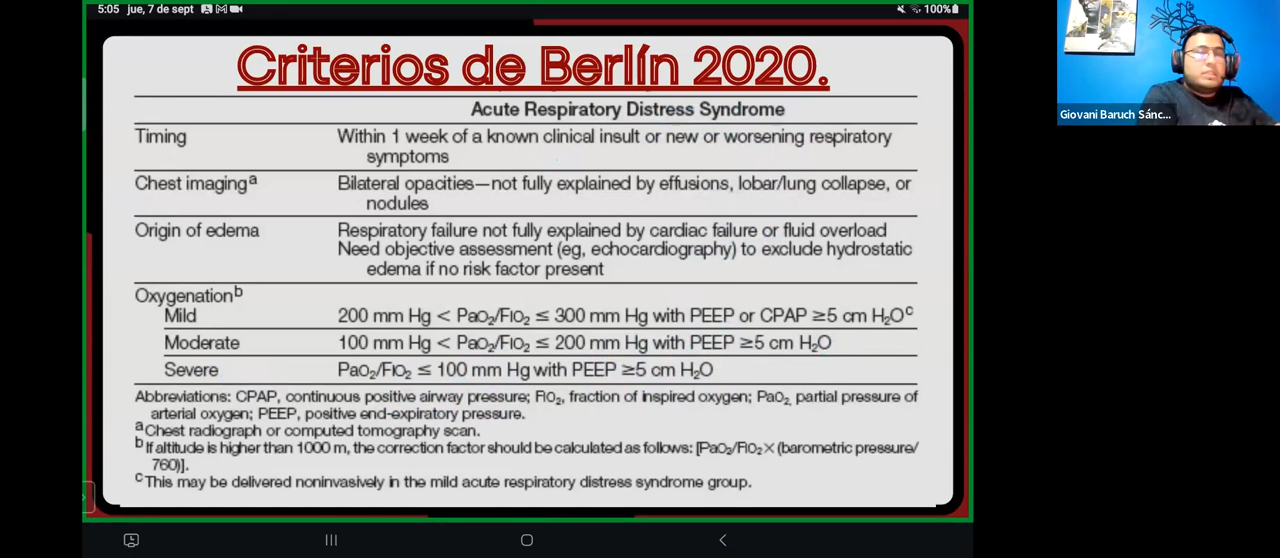 5:05 jue, 7 de sept
100%
Criterios de Berlín 2020.
Acute Respiratory Distress Syndrome
Timing Within 1 week of a known clinical insult or new or worsening respiratory
symptoms
Chest imagingᵃ Bilateral opacities—not fully explained by effusions, lobar/lung collapse, or
nodules
Origin of edema Respiratory failure not fully explained by cardiac failure or fluid overload
Need objective assessment (eg, echocardiography) to exclude hydrostatic
edema if no risk factor present
Oxygenationᵇ
Mild 200 mm Hg < PaO₂/FIO₂ ≤ 300 mm Hg with PEEP or CPAP ≥5 cm H₂Oᶜ
Moderate 100 mm Hg < PaO₂/FIO₂ ≤ 200 mm Hg with PEEP ≥5 cm H₂O
Severe PaO₂/FIO₂ ≤ 100 mm Hg with PEEP ≥5 cm H₂O
Abbreviations: CPAP, continuous positive airway pressure; FIO₂, fraction of inspired oxygen; PaO₂, partial pressure of
arterial oxygen; PEEP, positive end-expiratory pressure.
ᵃChest radiograph or computed tomography scan.
ᵇIf altitude is higher than 1000 m, the correction factor should be calculated as follows: [PaO₂/FIO₂×(barometric pressure/
760)].
ᶜThis may be delivered noninvasively in the mild acute respiratory distress syndrome group.
Giovani Baruch Sánc...